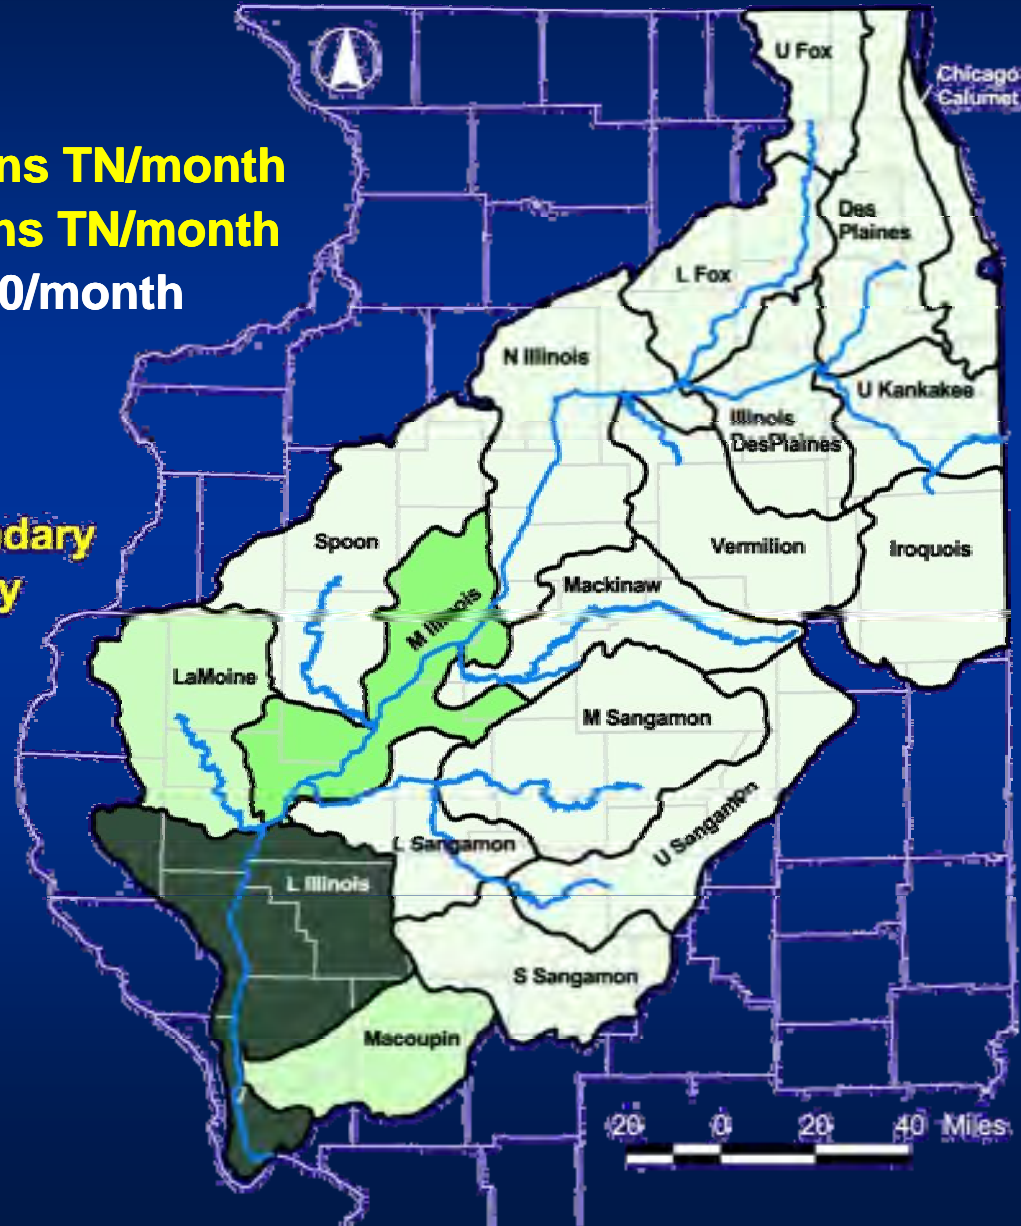 U Fox
Chicago
Calumet
ns TN/month
ns TN/month
0/month
Des
Plaines
L Fox
N Illinois
U Kankakee
Illinois
DesPlaines
dary
y
Spoon
Vermilion
Iroquois
Mackinaw
M Illinois
LaMoine
M Sangamon
U Sangamon
L Sangamon
L Illinois
S Sangamon
Macoupin
20 0 20 40 Miles